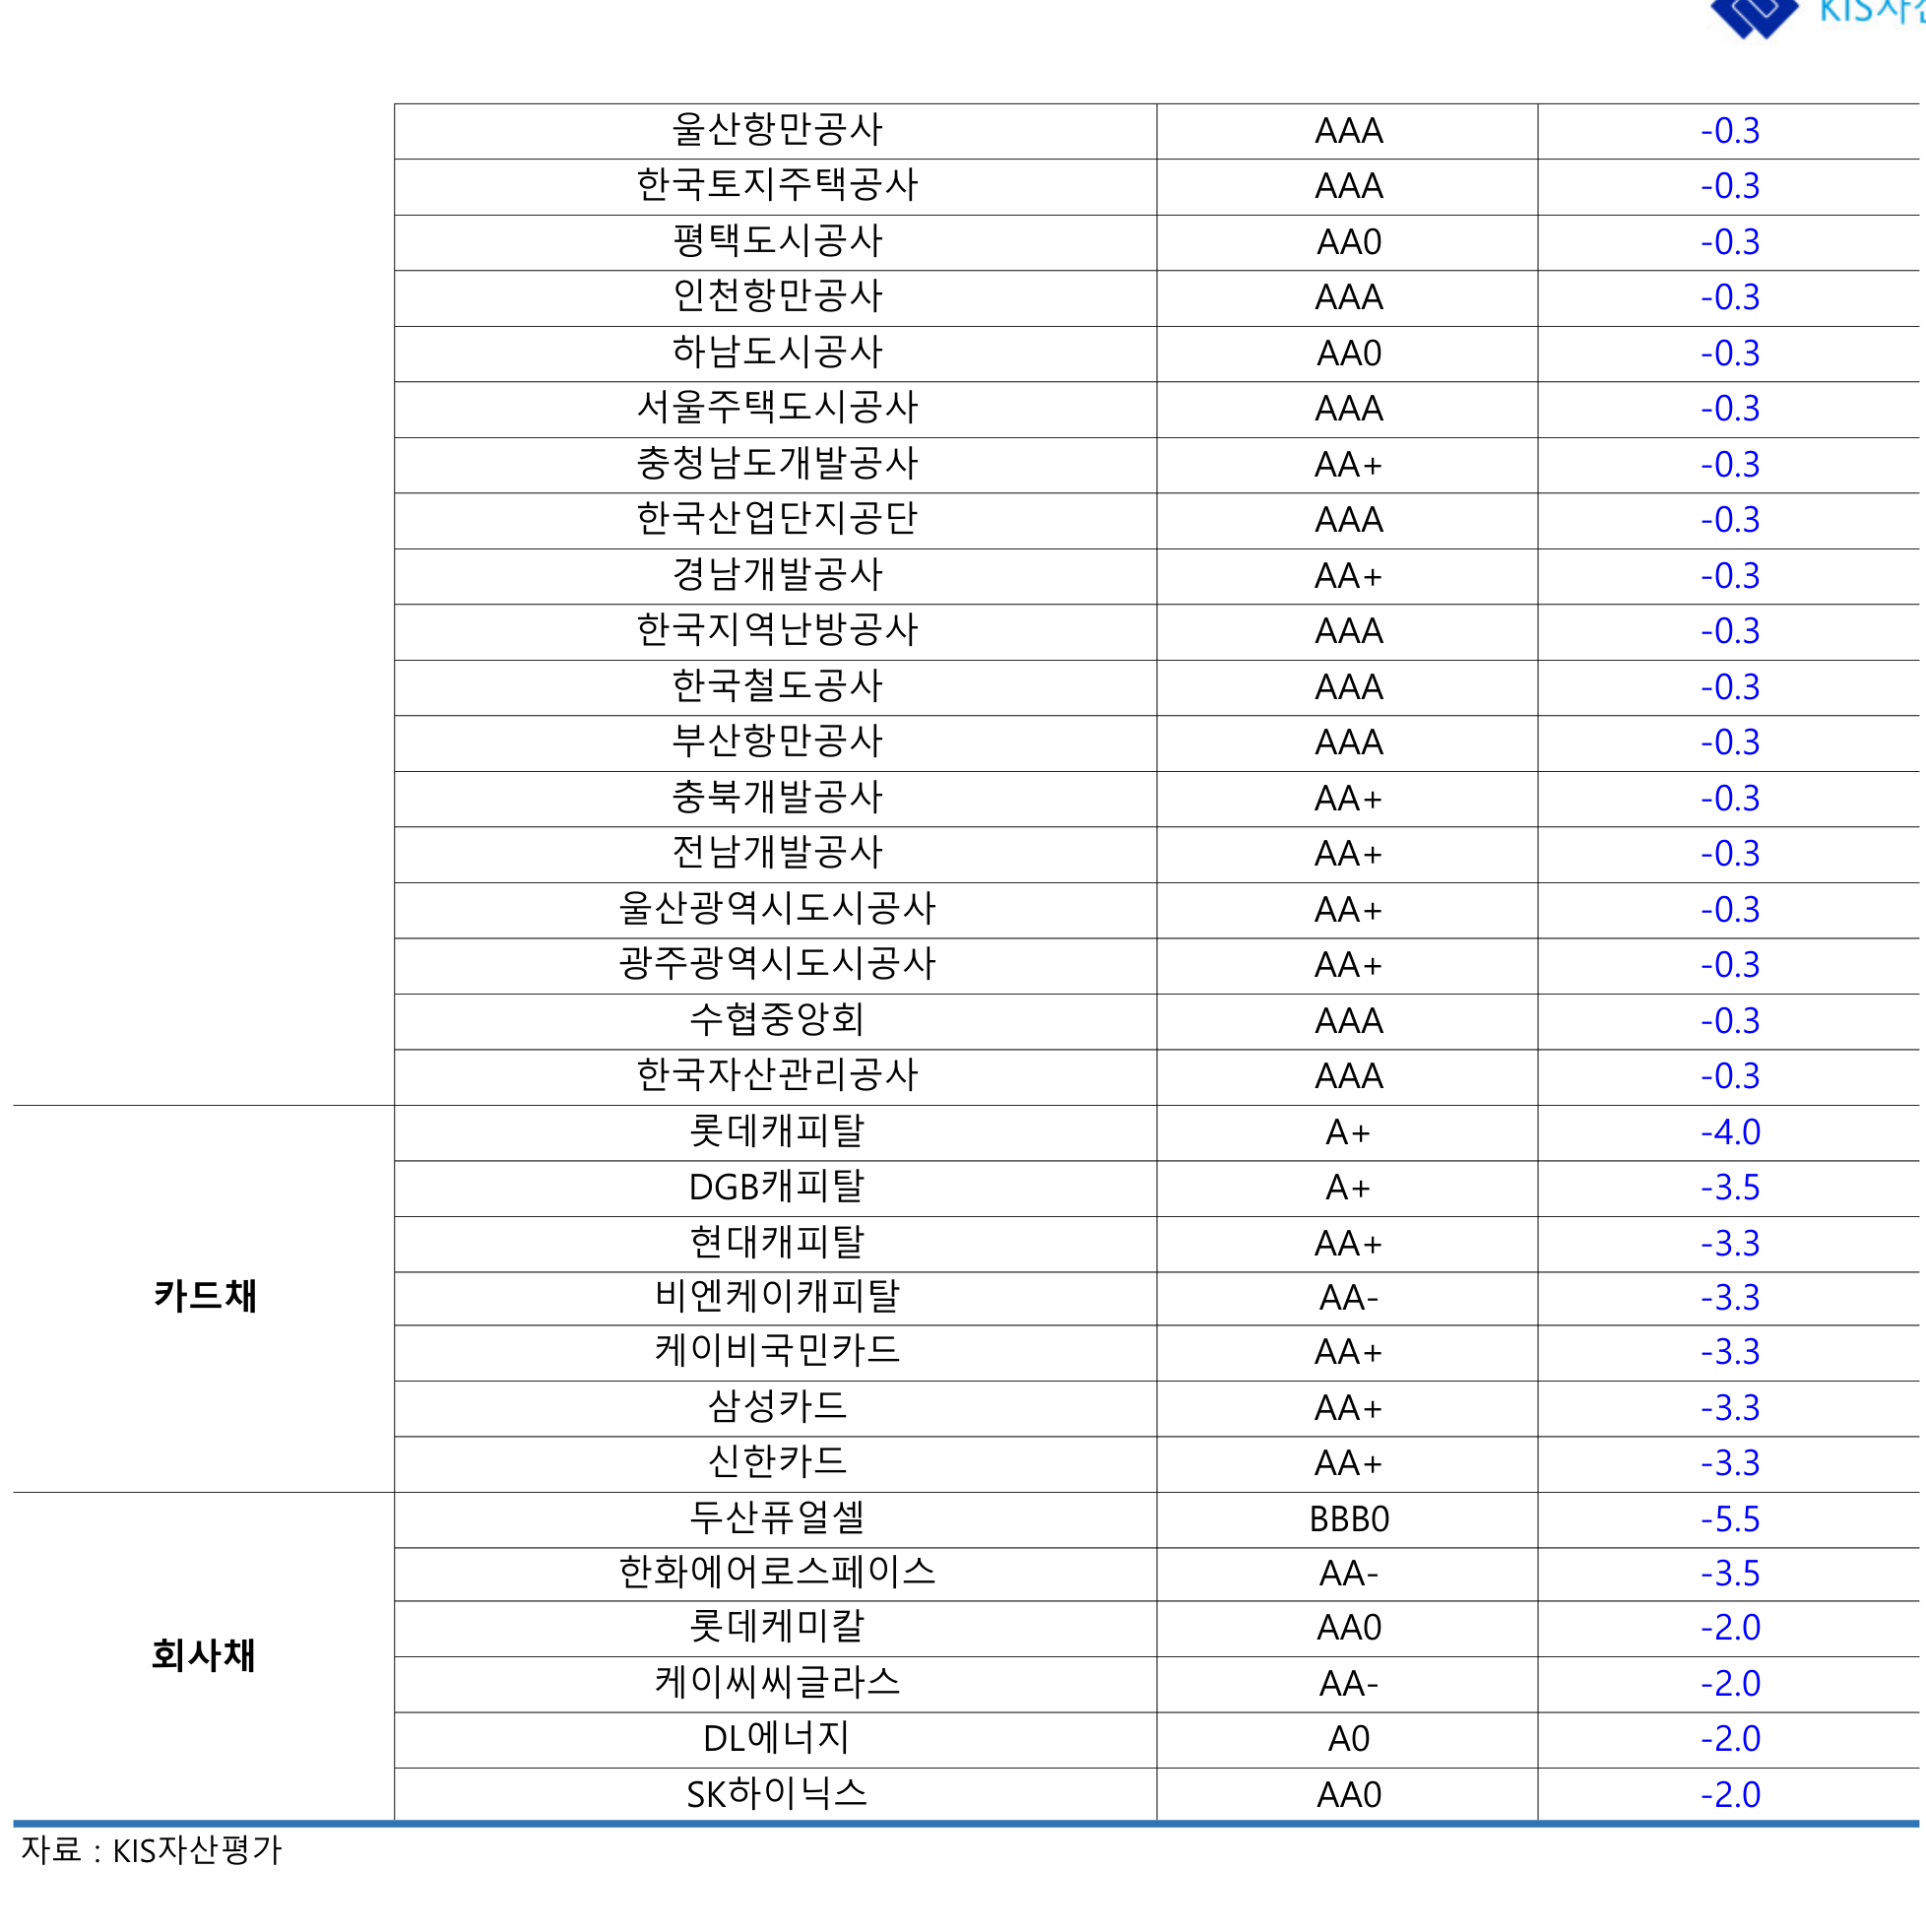 KIS자산
울산항만공사 AAA -0.3
한국토지주택공사 AAA -0.3
평택도시공사 AA0 -0.3
인천항만공사 AAA -0.3
하남도시공사 AA0 -0.3
서울주택도시공사 AAA -0.3
충청남도개발공사 AA+ -0.3
한국산업단지공단 AAA -0.3
경남개발공사 AA+ -0.3
한국지역난방공사 AAA -0.3
한국철도공사 AAA -0.3
부산항만공사 AAA -0.3
충북개발공사 AA+ -0.3
전남개발공사 AA+ -0.3
울산광역시도시공사 AA+ -0.3
광주광역시도시공사 AA+ -0.3
수협중앙회 AAA -0.3
한국자산관리공사 AAA -0.3
롯데캐피탈 A+ -4.0
DGB캐피탈 A+ -3.5
현대캐피탈 AA+ -3.3
카드채 비엔케이캐피탈 AA- -3.3
케이비국민카드 AA+ -3.3
삼성카드 AA+ -3.3
신한카드 AA+ -3.3
두산퓨얼셀 BBB0 -5.5
한화에어로스페이스 AA- -3.5
롯데케미칼 AA0 -2.0
회사채 케이씨씨글라스 AA- -2.0
DL에너지 A0 -2.0
SK하이닉스 AA0 -2.0
자료 : KIS자산평가